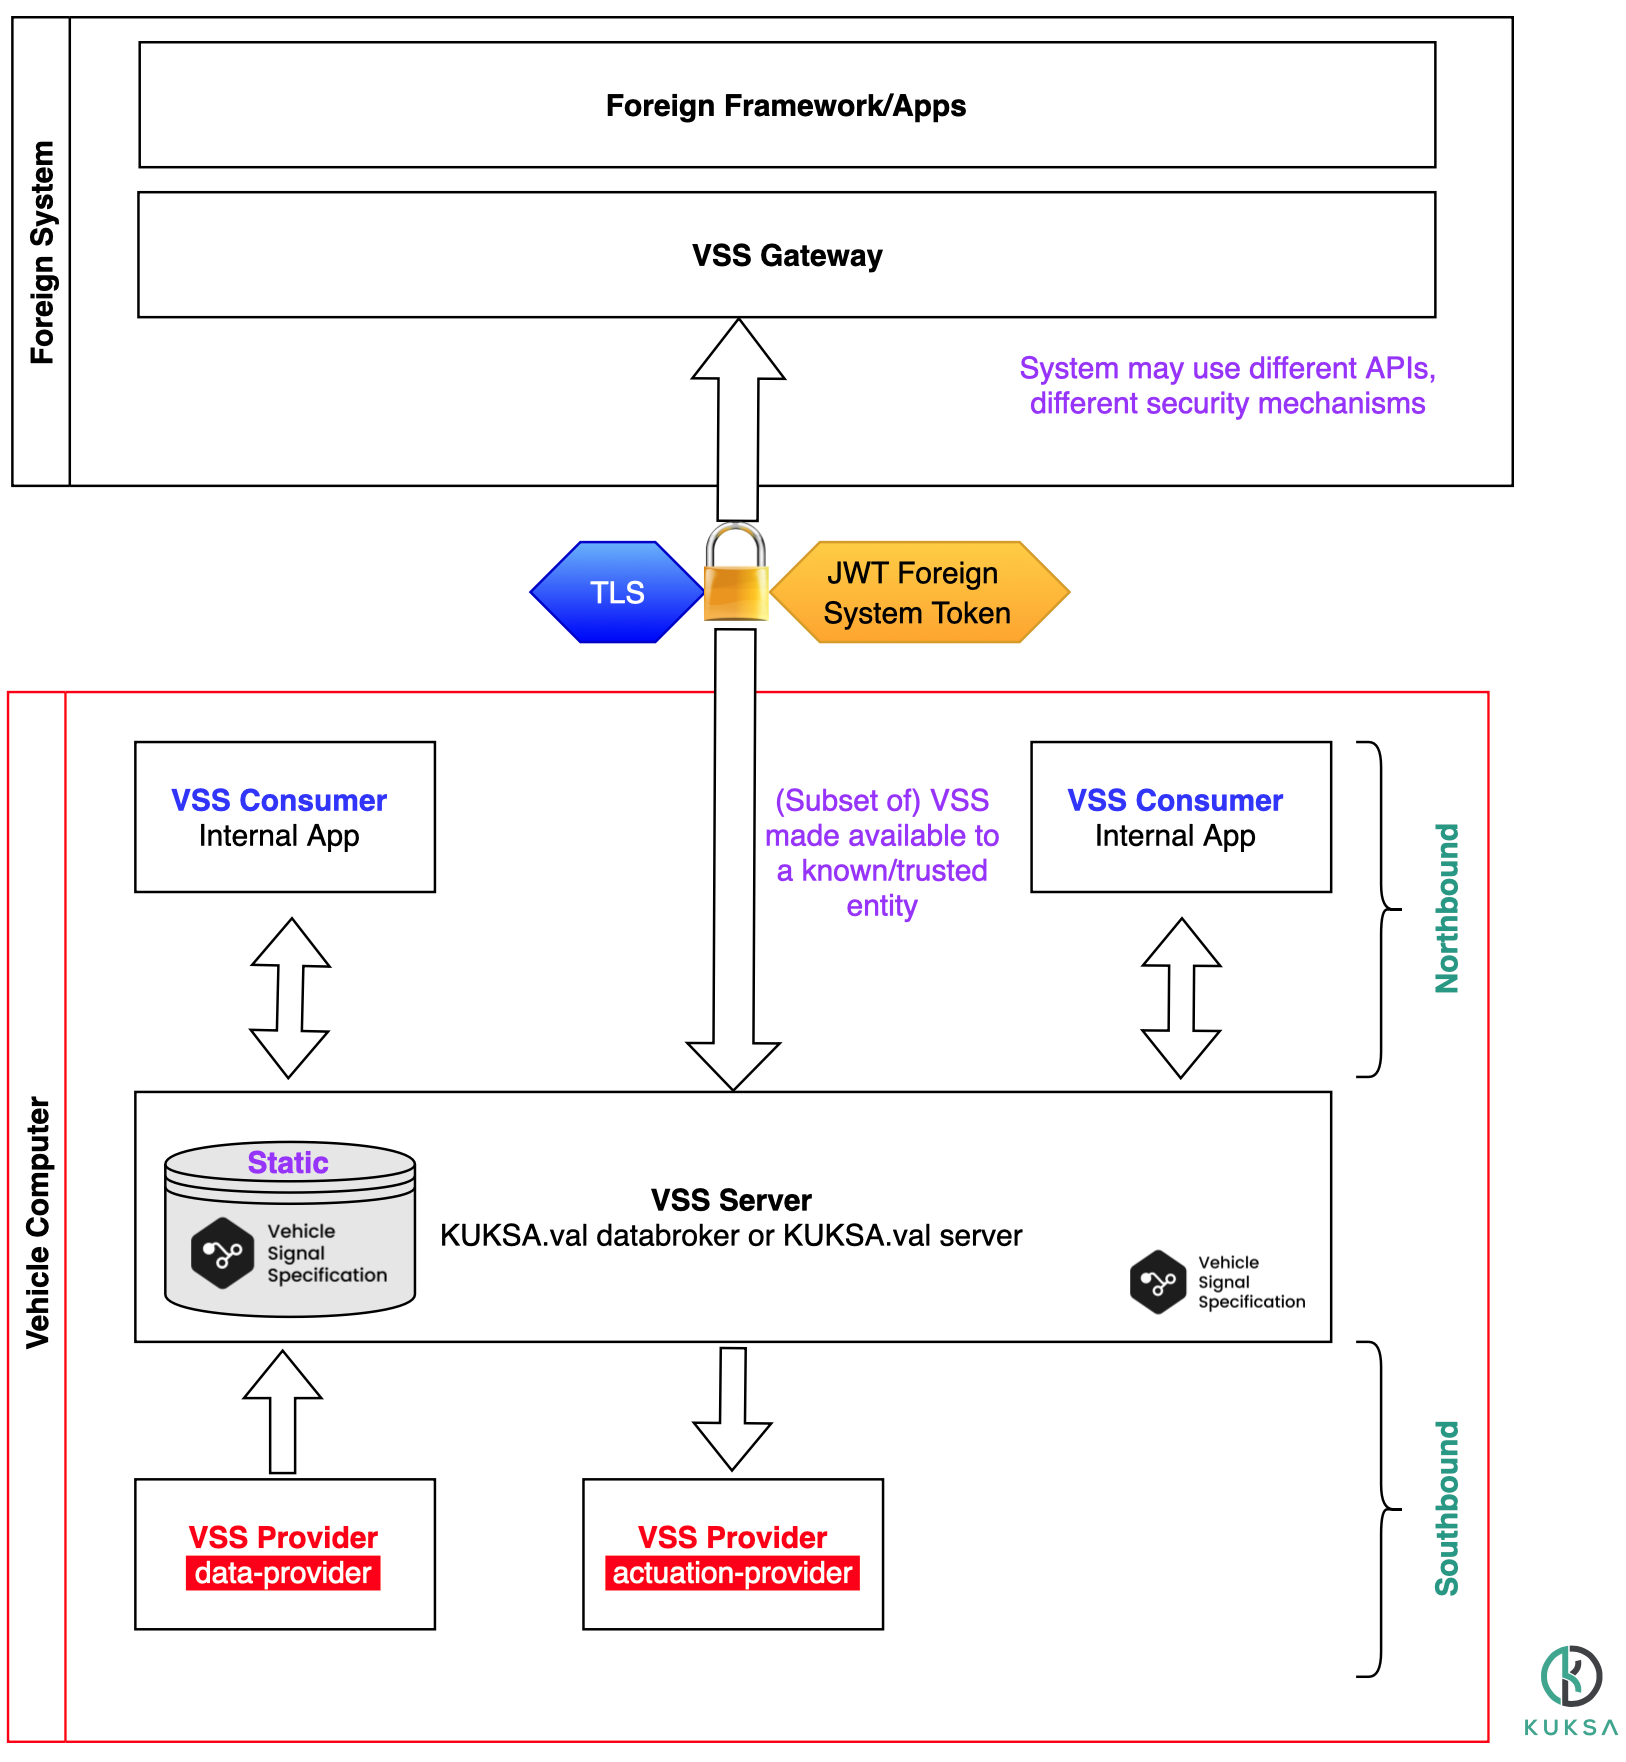 Foreign System
Foreign Framework/Apps
VSS Gateway
System may use different APIs,
different security mechanisms
TLS
JWT Foreign
System Token
Vehicle Computer
VSS Consumer
Internal App
(Subset of) VSS
made available to
a known/trusted
entity
VSS Consumer
Internal App
Northbound
Static
Vehicle
Signal
Specification
VSS Server
KUKSA.val databroker or KUKSA.val server
Vehicle
Signal
Specification
VSS Provider
data-provider
VSS Provider
actuation-provider
Southbound
KUKSA